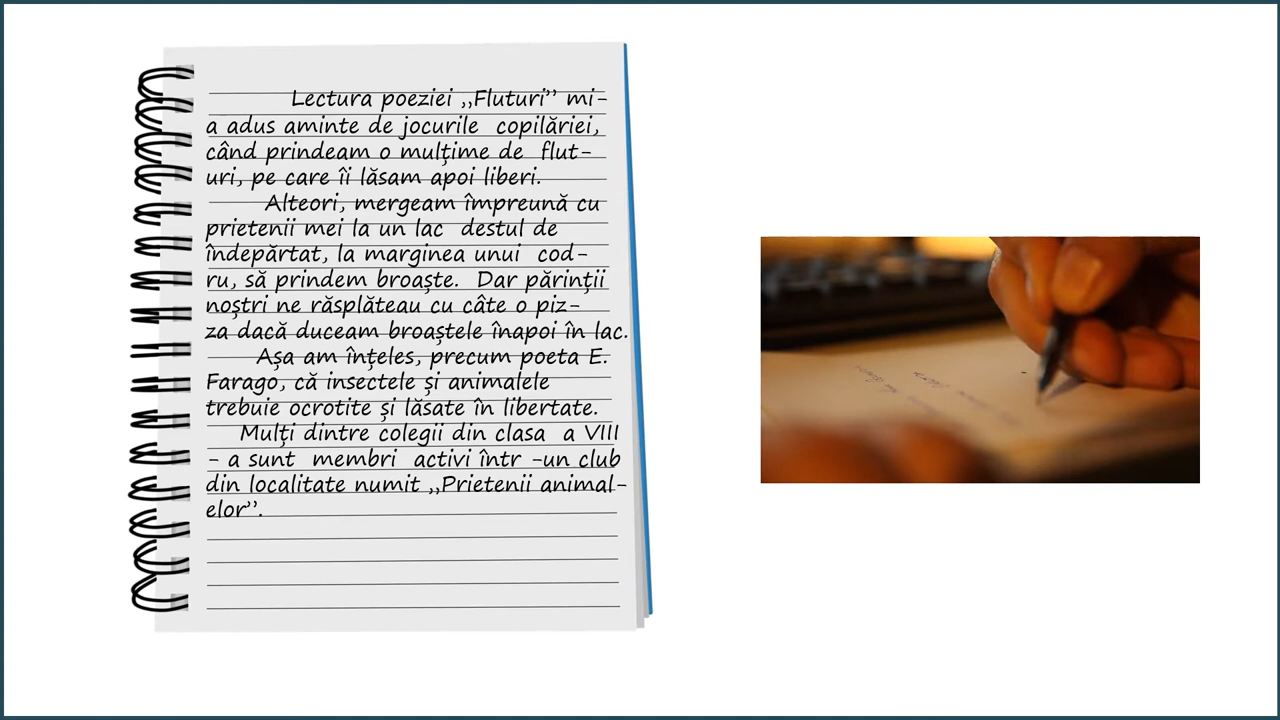 Lectura poeziei ,,Fluturi” mi-
a adus aminte de jocurile copilăriei,
când prindeam o mulțime de flut-
uri, pe care îi lăsam apoi liberi.
Alteori, mergeam împreună cu
prietenii mei la un lac destul de
îndepărtat, la marginea unui cod-
ru, să prindem broaște. Dar părinții
noștri ne răsplăteau cu câte o piz-
za dacă duceam broaștele înapoi în lac.
Așa am înțeles, precum poeta E.
Farago, că insectele și animalele
trebuie ocrotite și lăsate în libertate.
Mulți dintre colegii din clasa a VIII
- a sunt membri activi într -un club
din localitate numit ,,Prietenii animal-
elor”.